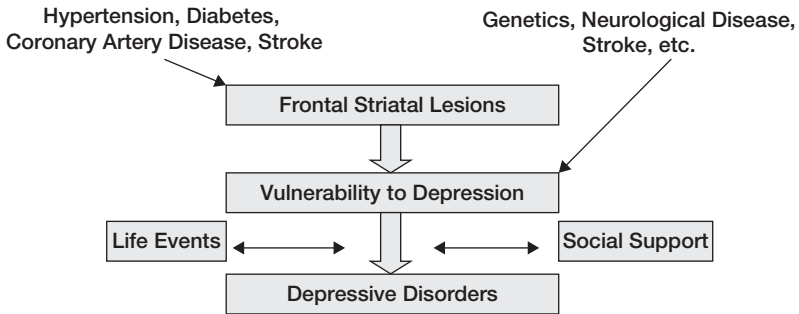 Hypertension, Diabetes,
Coronary Artery Disease, Stroke
Genetics, Neurological Disease,
Stroke, etc.
Frontal Striatal Lesions
Vulnerability to Depression
Life Events
Social Support
Depressive Disorders